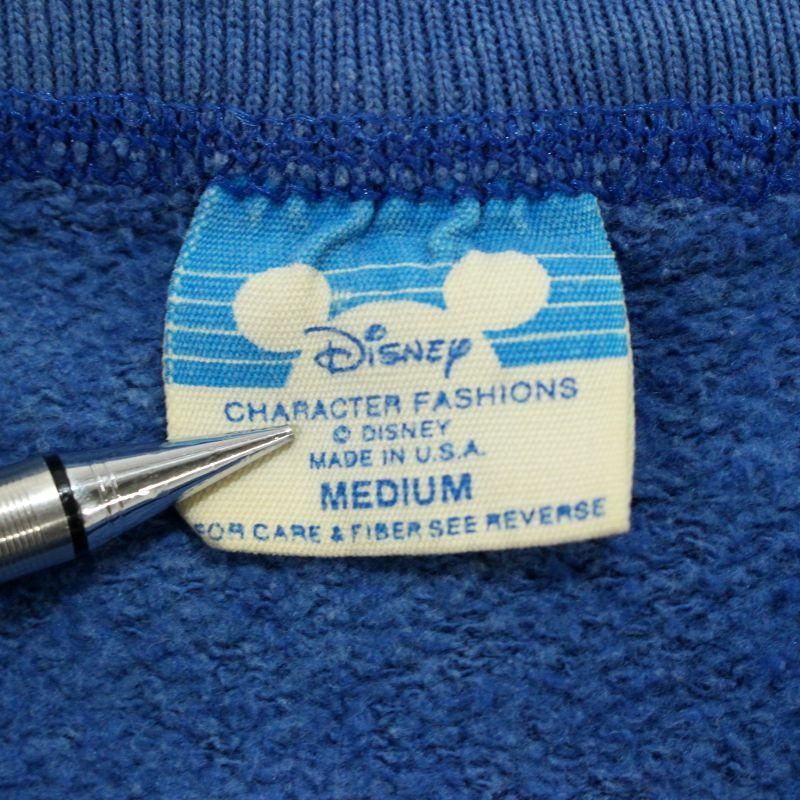 Disney
CHARACTER FASHIONS
© DISNEY
MADE IN U.S.A.
MEDIUM
FOR CARE & FIBER SEE REVERSE